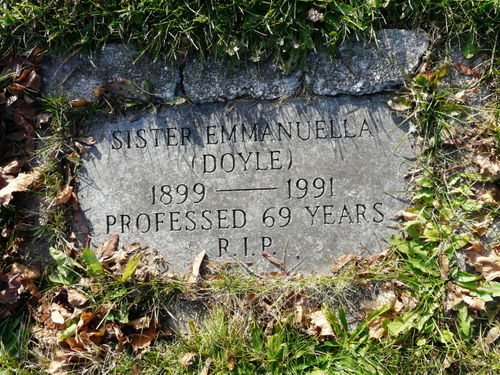 SISTER EMMANUELLA
(DOYLE)
1899 — 1991
PROFESSED 69 YEARS
R.I.P.